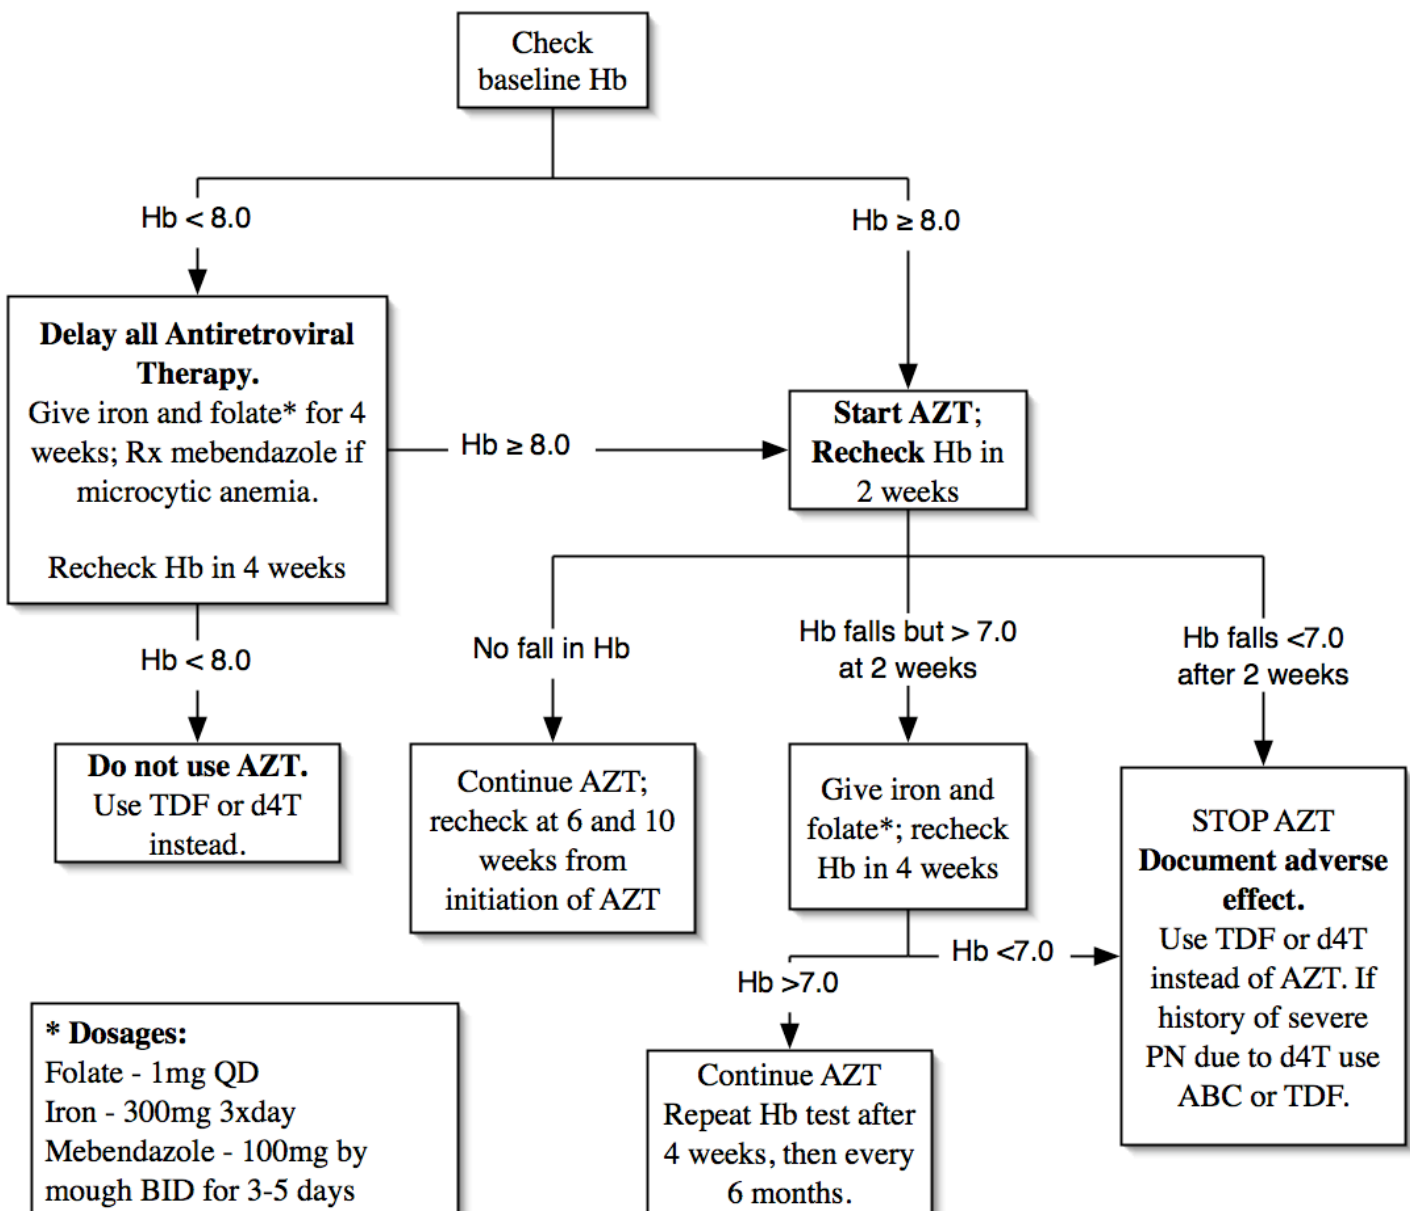 Check
baseline Hb
Hb < 8.0
Hb ≥ 8.0
Delay all Antiretroviral
Therapy.
Give iron and folate* for 4
weeks; Rx mebendazole if
microcytic anemia.
Recheck Hb in 4 weeks
Hb ≥ 8.0
Start AZT;
Recheck Hb in
2 weeks
Hb < 8.0
No fall in Hb
Hb falls but > 7.0
at 2 weeks
Hb falls <7.0
after 2 weeks
Do not use AZT.
Use TDF or d4T
instead.
Continue AZT;
recheck at 6 and 10
weeks from
initiation of AZT
Give iron and
folate*; recheck
Hb in 4 weeks
STOP AZT
Document adverse
effect.
Use TDF or d4T
instead of AZT. If
history of severe
PN due to d4T use
ABC or TDF.
Hb <7.0
Hb >7.0
* Dosages:
Folate - 1mg QD
Iron - 300mg 3xday
Mebendazole - 100mg by
mough BID for 3-5 days
Continue AZT
Repeat Hb test after
4 weeks, then every
6 months.